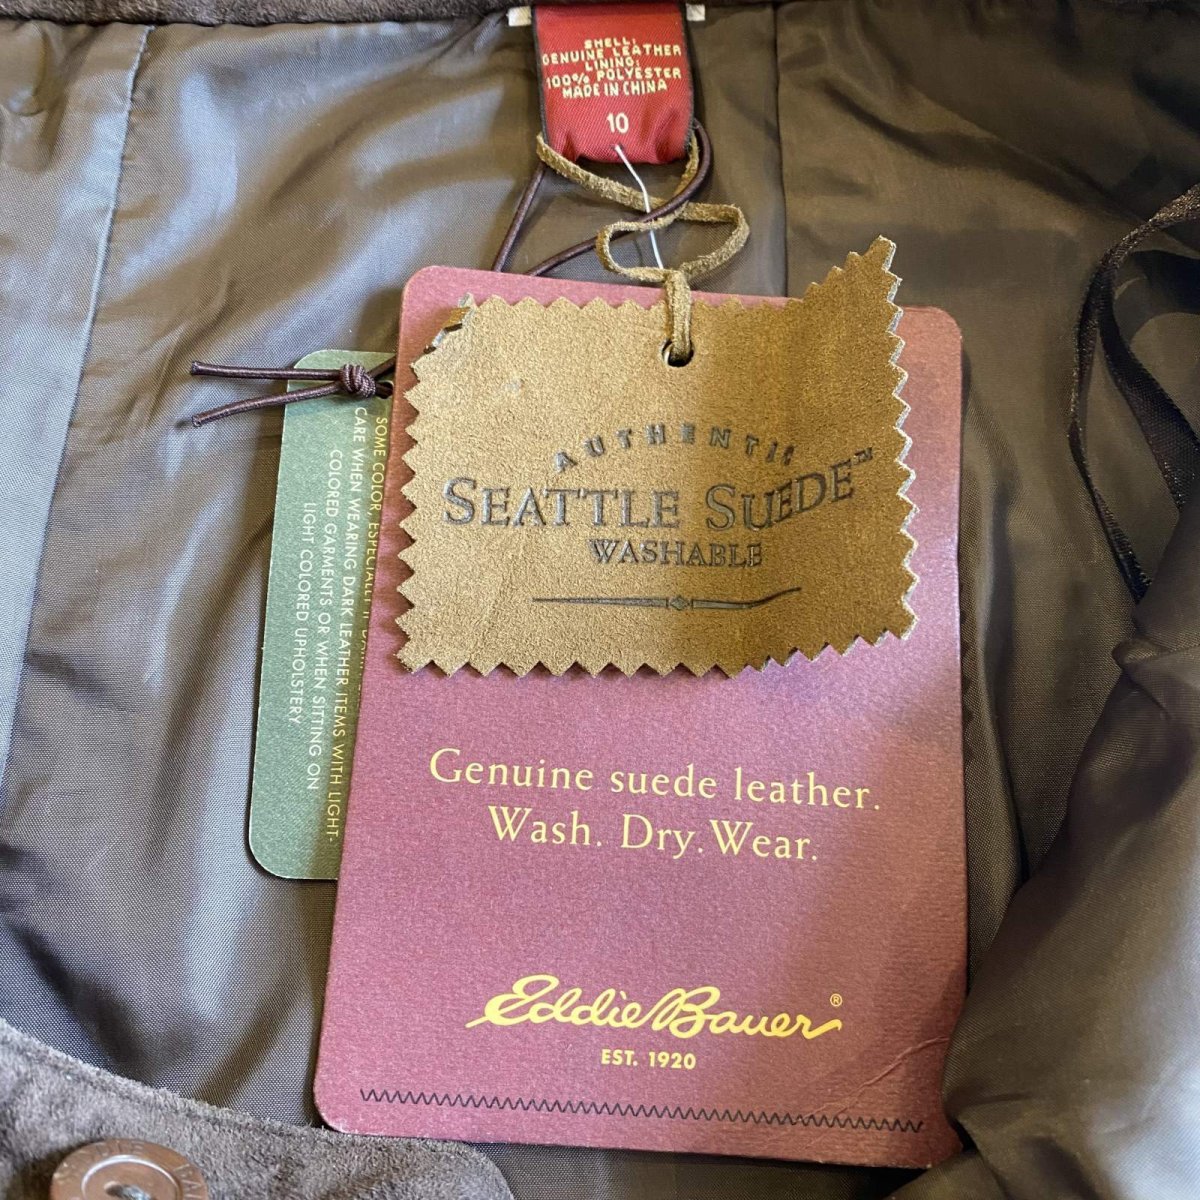 SHELL:
GENUINE LEATHER
LINING:
100% POLYESTER
MADE IN CHINA
10
AUTHENTIC
SEATTLE SUEDE™
WASHABLE
Genuine suede leather.
Wash. Dry. Wear.
Eddie Bauer®
EST. 1920
SOME COLOR, ESPECIALLY
CARE WHEN WEARING DARK LEATHER ITEMS WITH LIGHT-
COLORED GARMENTS OR WHEN SITTING ON
LIGHT COLORED UPHOLSTERY